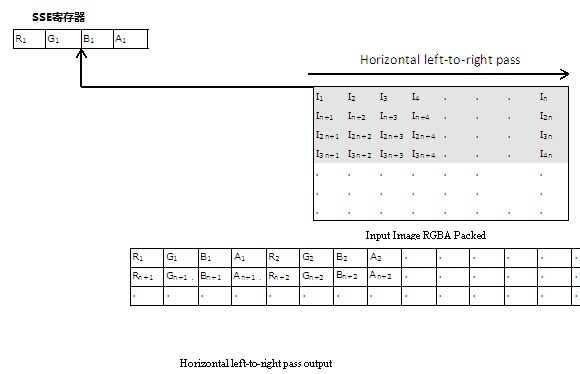 SSE寄存器
R₁ G₁ B₁ A₁
Horizontal left-to-right pass
I₁ I₂ I₃ I₄ . . . Iₙ
Iₙ₊₁ Iₙ₊₂ Iₙ₊₃ Iₙ₊₄ . . . I₂ₙ
I₂ₙ₊₁ I₂ₙ₊₂ I₂ₙ₊₃ I₂ₙ₊₄ . . . I₃ₙ
I₃ₙ₊₁ I₃ₙ₊₂ I₃ₙ₊₃ I₃ₙ₊₄ . . . I₄ₙ
. . . . . . . .
. . . . . . . .
. . . . . . . .
Input Image RGBA Packed
R₁ G₁ B₁ A₁ R₂ G₂ B₂ A₂ . . . . . .
Rₙ₊₁ Gₙ₊₁ . Bₙ₊₁ Aₙ₊₁ . Rₙ₊₂ Gₙ₊₂ Bₙ₊₂ Aₙ₊₂ . . . . . .
. . . . . . . . . . . . . .
Horizontal left-to-right pass output